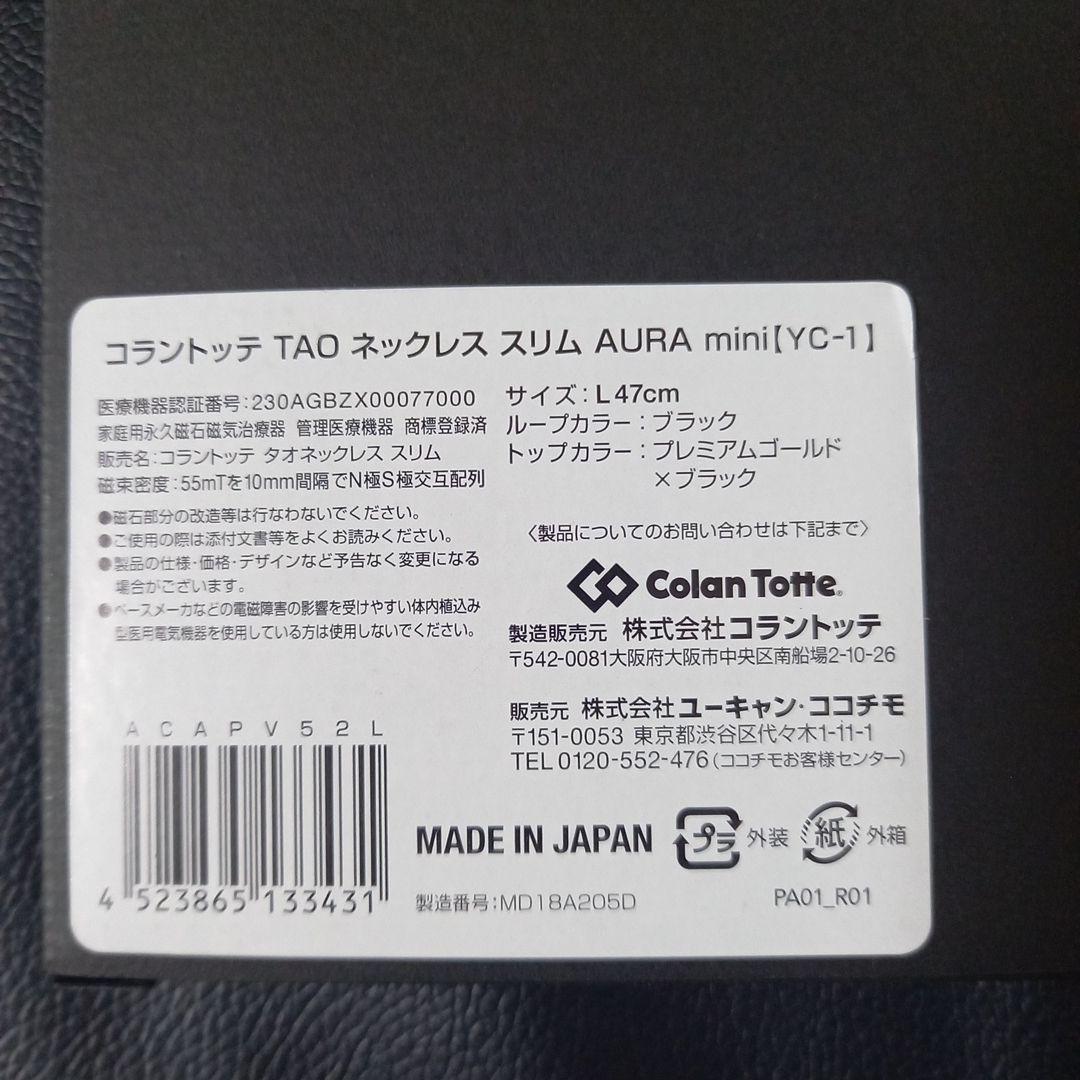 コラントッテ TAO ネックレス スリム AURA mini【YC-1】
医療機器認証番号:230AGBZX00077000
家庭用永久磁石磁気治療器 管理医療機器 商標登録済
販売名:コラントッテ タオネックレス スリム
磁束密度:55mTを10mm間隔でN極S極交互配列
●磁石部分の改造等は行なわないでください。
●ご使用の際は添付文書等をよくお読みください。
●製品の仕様・価格・デザインなど予告なく変更になる
場合がございます。
●ペースメーカなどの電磁障害の影響を受けやすい体内植込み
型医用電気機器を使用している方は使用しないでください。
サイズ:L 47cm
ループカラー:ブラック
トップカラー:プレミアムゴールド
×ブラック
〈製品についてのお問い合わせは下記まで〉
Colan Totte®
製造販売元 株式会社コラントッテ
〒542-0081大阪府大阪市中央区南船場2-10-26
販売元 株式会社ユーキャン・ココチモ
〒151-0053 東京都渋谷区代々木1-11-1
TEL 0120-552-476(ココチモお客様センター)
ACAPV52L
4 523865 133431
MADE IN JAPAN
プラ 外装
紙 外箱
製造番号:MD18A205D
PA01_R01